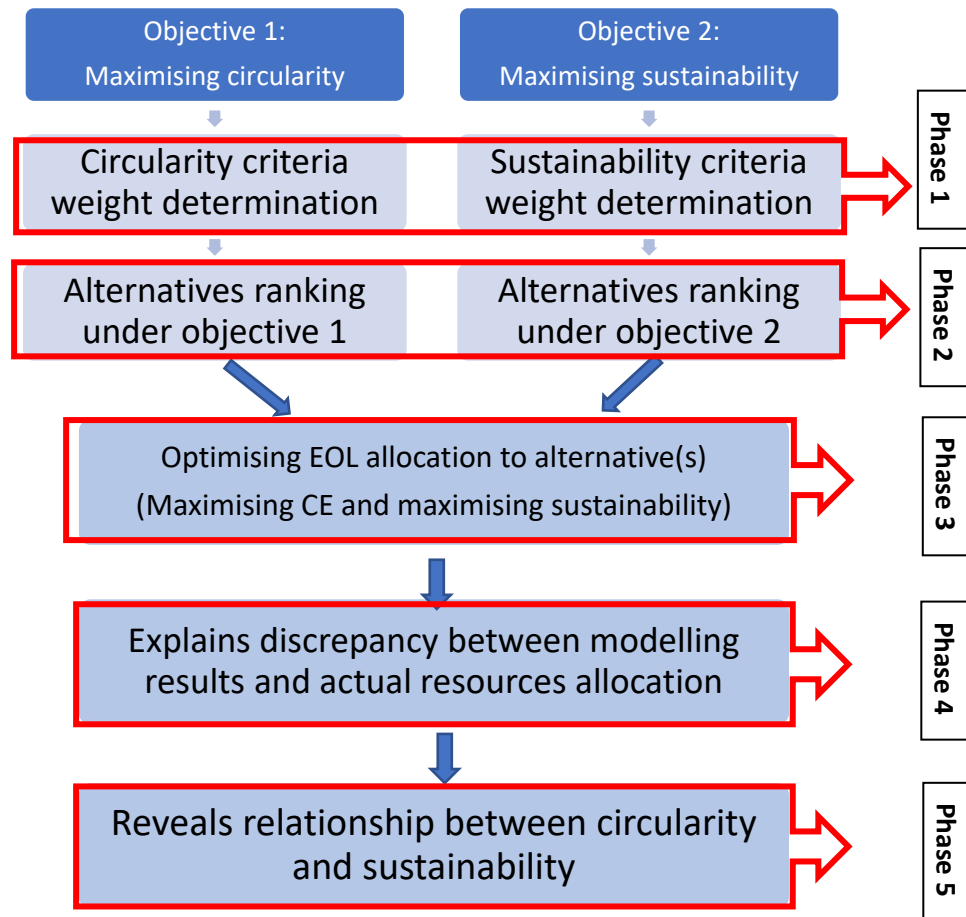 Objective 1:
Maximising circularity
Objective 2:
Maximising sustainability
Circularity criteria
weight determination
Sustainability criteria
weight determination
Phase 1
Alternatives ranking
under objective 1
Alternatives ranking
under objective 2
Phase 2
Optimising EOL allocation to alternative(s)
(Maximising CE and maximising sustainability)
Phase 3
Explains discrepancy between modelling
results and actual resources allocation
Phase 4
Reveals relationship between circularity
and sustainability
Phase 5